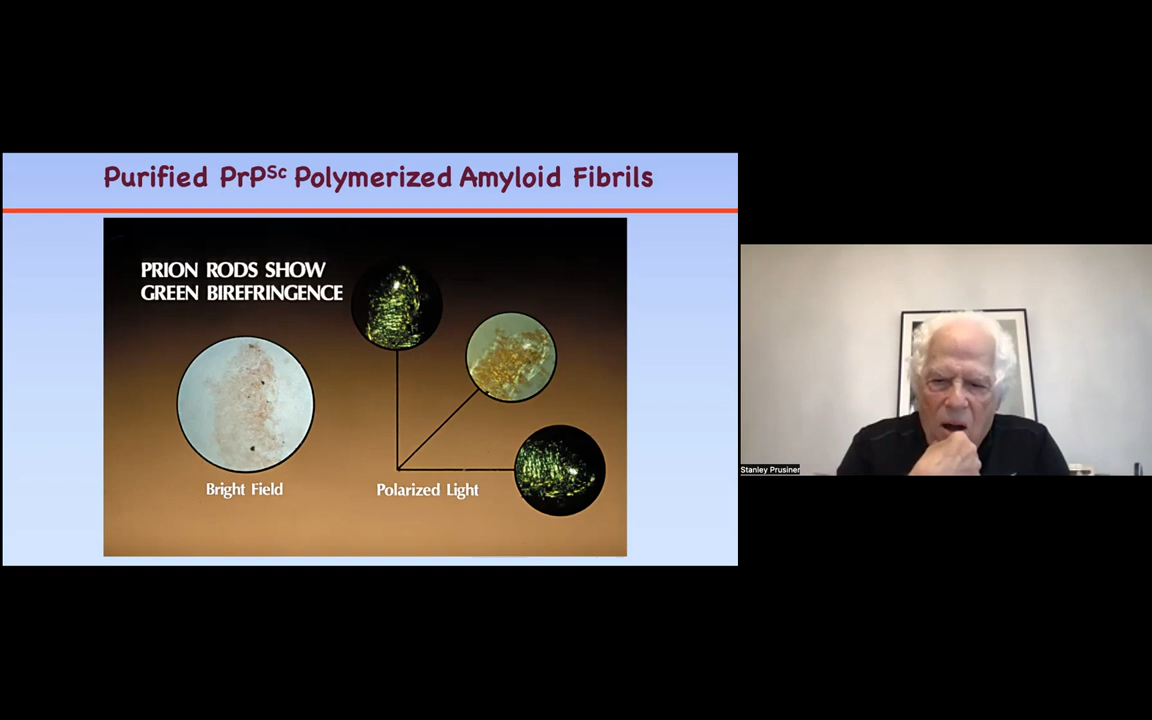 Purified PrPSc Polymerized Amyloid Fibrils
PRION RODS SHOW
GREEN BIREFRINGENCE
Bright Field
Polarized Light
Stanley Prusiner